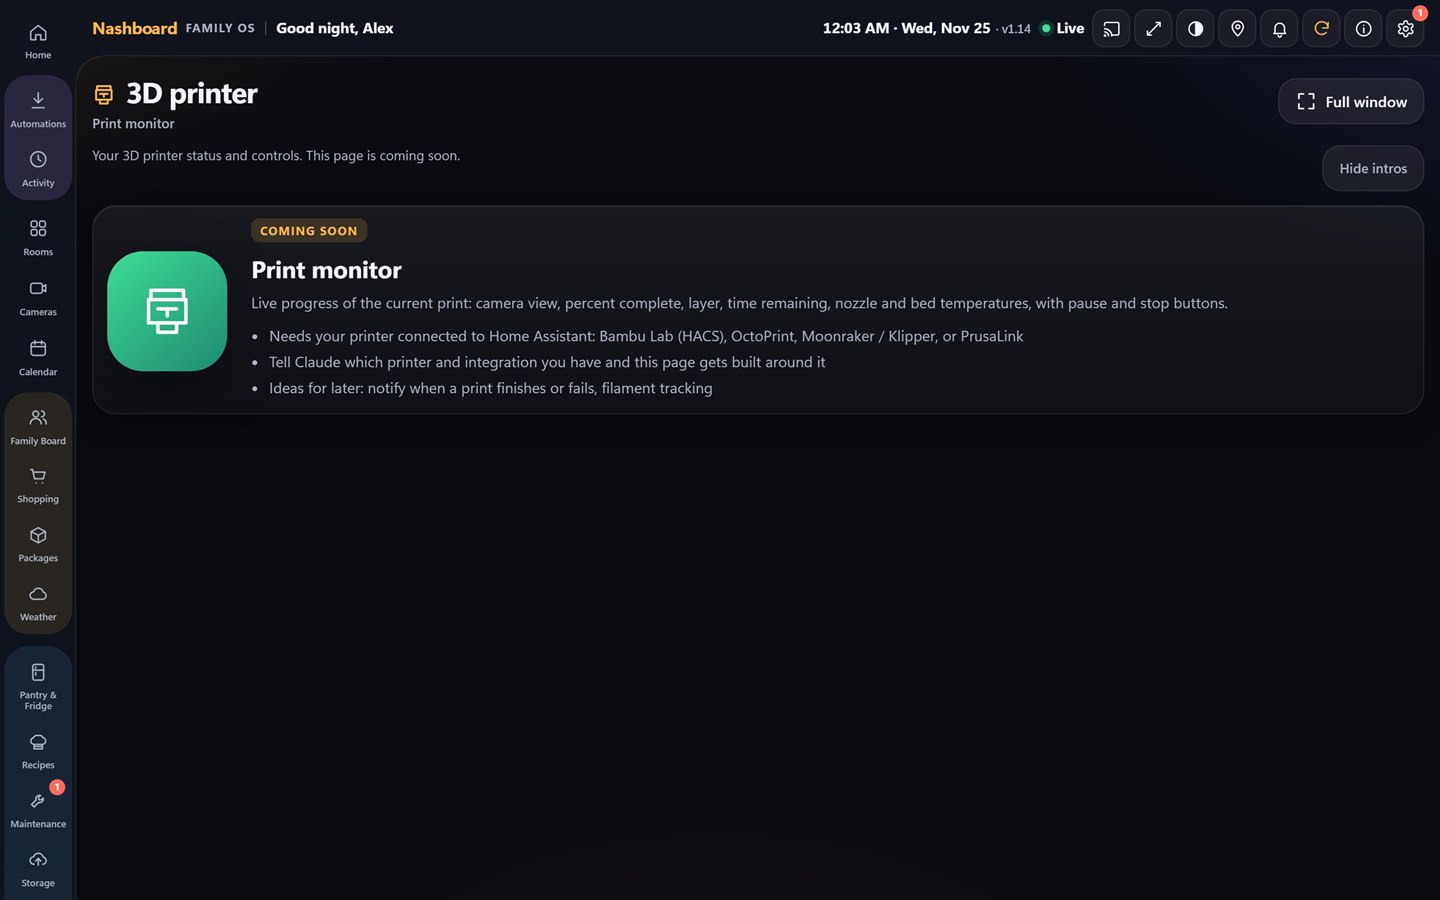 Nashboard FAMILY OS | Good night, Alex
12:03 AM · Wed, Nov 25 · v1.14 Live
1
Home
Automations
Activity
Rooms
Cameras
Calendar
Family Board
Shopping
Packages
Weather
Pantry &
Fridge
Recipes
1
Maintenance
Storage
3D printer
Print monitor
Your 3D printer status and controls. This page is coming soon.
Full window
Hide intros
COMING SOON
Print monitor
Live progress of the current print: camera view, percent complete, layer, time remaining, nozzle and bed temperatures, with pause and stop buttons.
• Needs your printer connected to Home Assistant: Bambu Lab (HACS), OctoPrint, Moonraker / Klipper, or PrusaLink
• Tell Claude which printer and integration you have and this page gets built around it
• Ideas for later: notify when a print finishes or fails, filament tracking